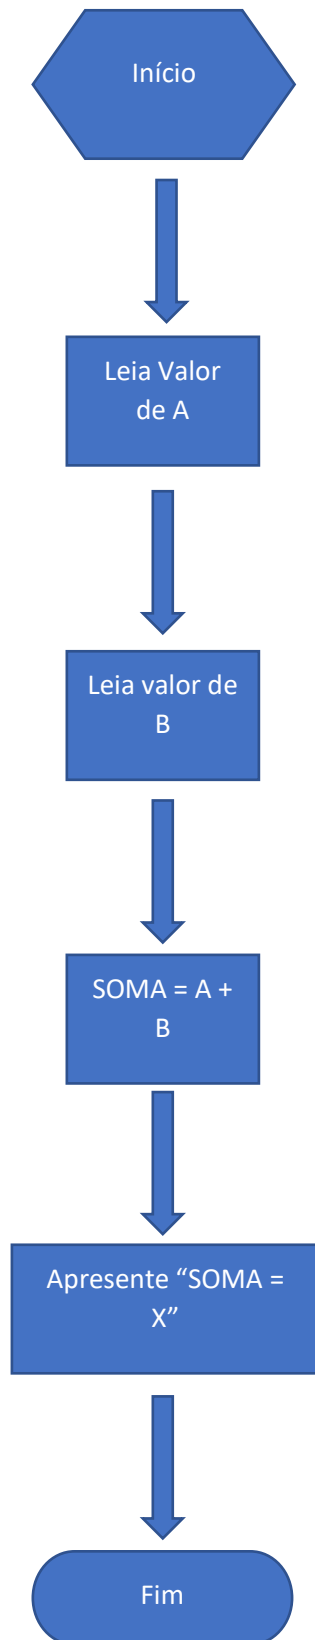 Início
Leia Valor
de A
Leia valor de
B
SOMA = A +
B
Apresente “SOMA =
X”
Fim